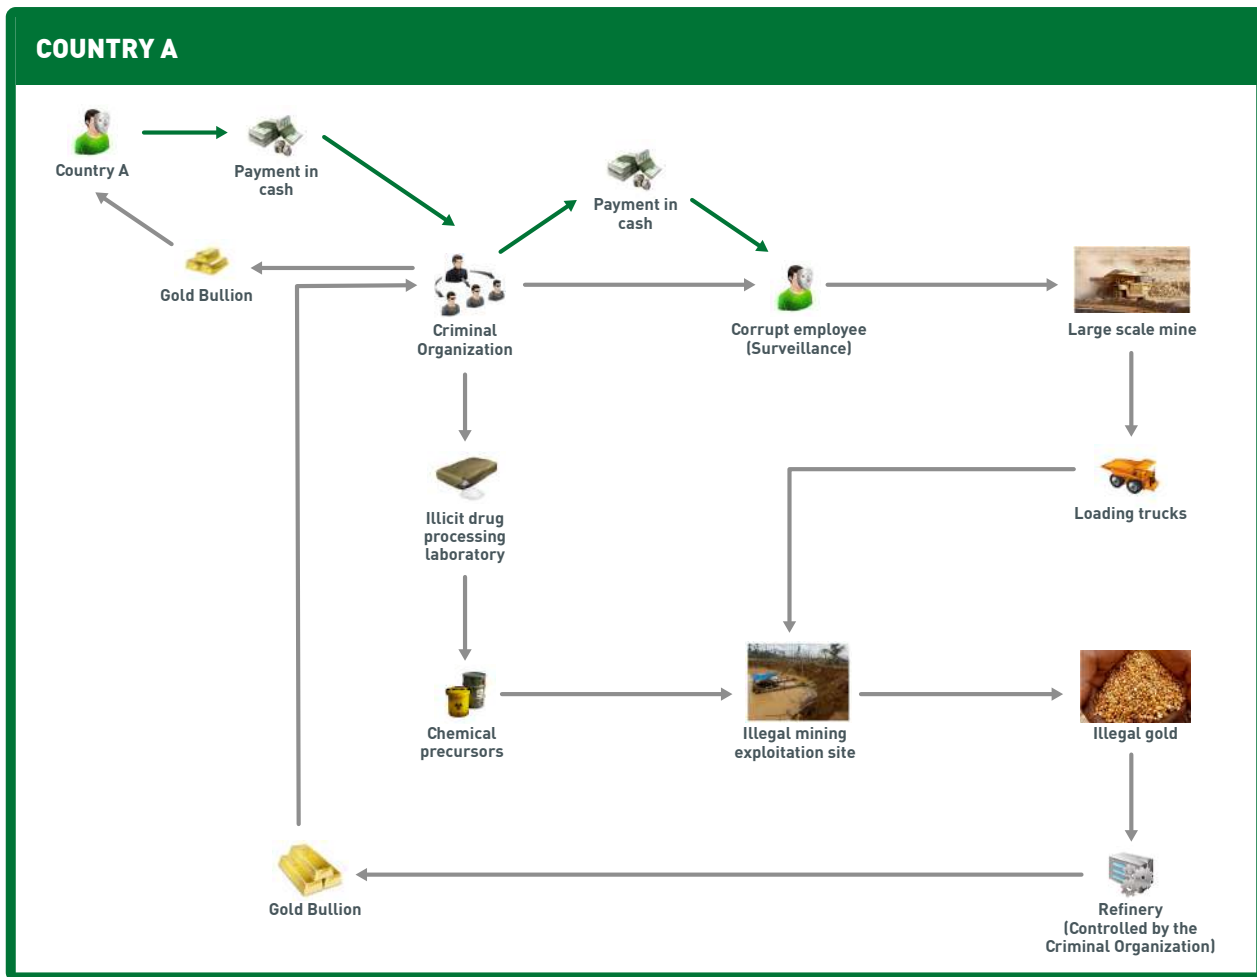 COUNTRY A
Country A
Payment in
cash
Payment in
cash
Gold Bullion
Criminal
Organization
Corrupt employee
(Surveillance)
Large scale mine
Illicit drug
processing
laboratory
Loading trucks
Chemical
precursors
Illegal mining
exploitation site
Illegal gold
Gold Bullion
Refinery
(Controlled by the
Criminal Organization)